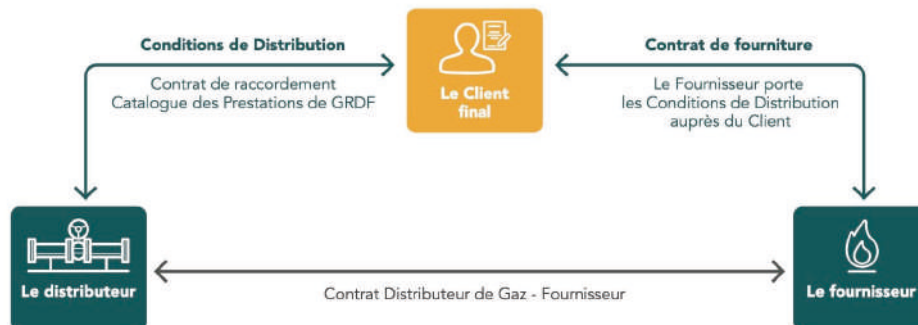 Conditions de Distribution
Contrat de raccordement
Catalogue des Prestations de GRDF
Le Client
final
Contrat de fourniture
Le Fournisseur porte
les Conditions de Distribution
auprès du Client
Le distributeur
Contrat Distributeur de Gaz - Fournisseur
Le fournisseur